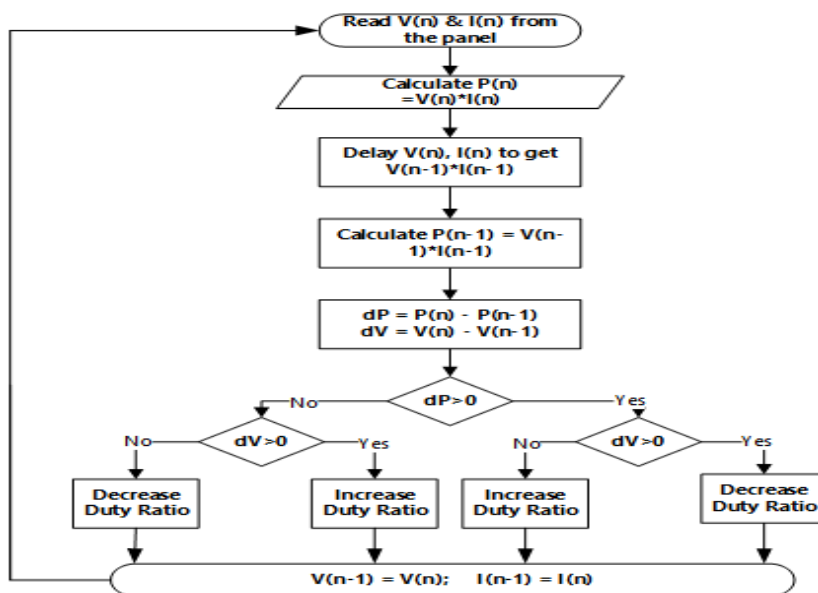 Read V(n) & I(n) from
the panel
Calculate P(n)
=V(n)*I(n)
Delay V(n), I(n) to get
V(n-1)*I(n-1)
Calculate P(n-1) = V(n-
1)*I(n-1)
dP = P(n) - P(n-1)
dV = V(n) - V(n-1)
dP>0
No
Yes
dV>0
No
Yes
dV>0
No
Yes
Decrease
Duty Ratio
Increase
Duty Ratio
Increase
Duty Ratio
Decrease
Duty Ratio
V(n-1) = V(n); I(n-1) = I(n)